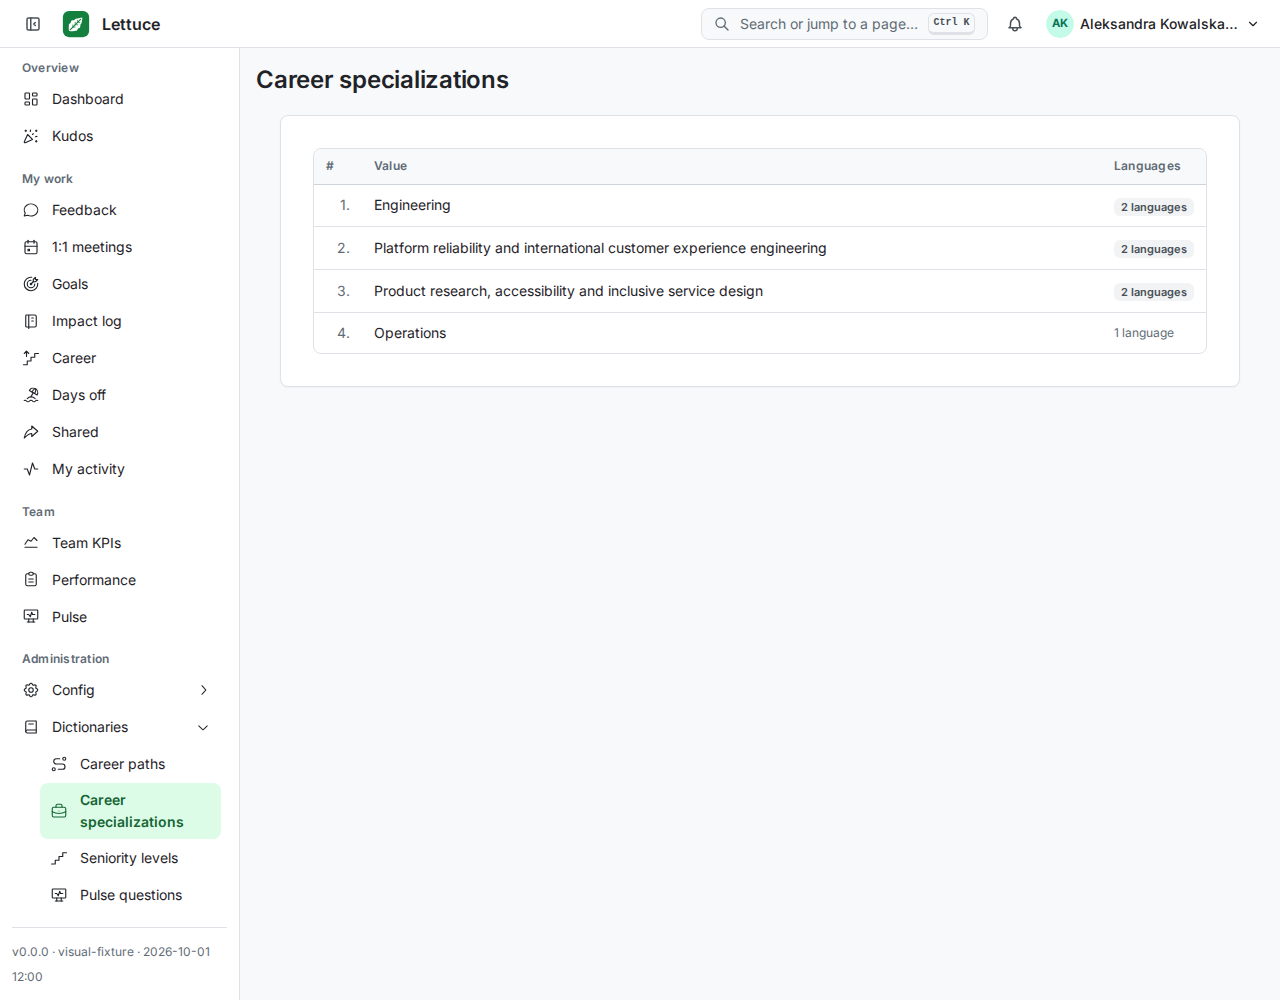 Lettuce
Search or jump to a page...
Ctrl K
AK
Aleksandra Kowalska...
Overview
Dashboard
Kudos
My work
Feedback
1:1 meetings
Goals
Impact log
Career
Days off
Shared
My activity
Team
Team KPIs
Performance
Pulse
Administration
Config
Dictionaries
Career paths
Career
specializations
Seniority levels
Pulse questions
v0.0.0 · visual-fixture · 2026-10-01
12:00
Career specializations
# Value Languages
1. Engineering 2 languages
2. Platform reliability and international customer experience engineering 2 languages
3. Product research, accessibility and inclusive service design 2 languages
4. Operations 1 language